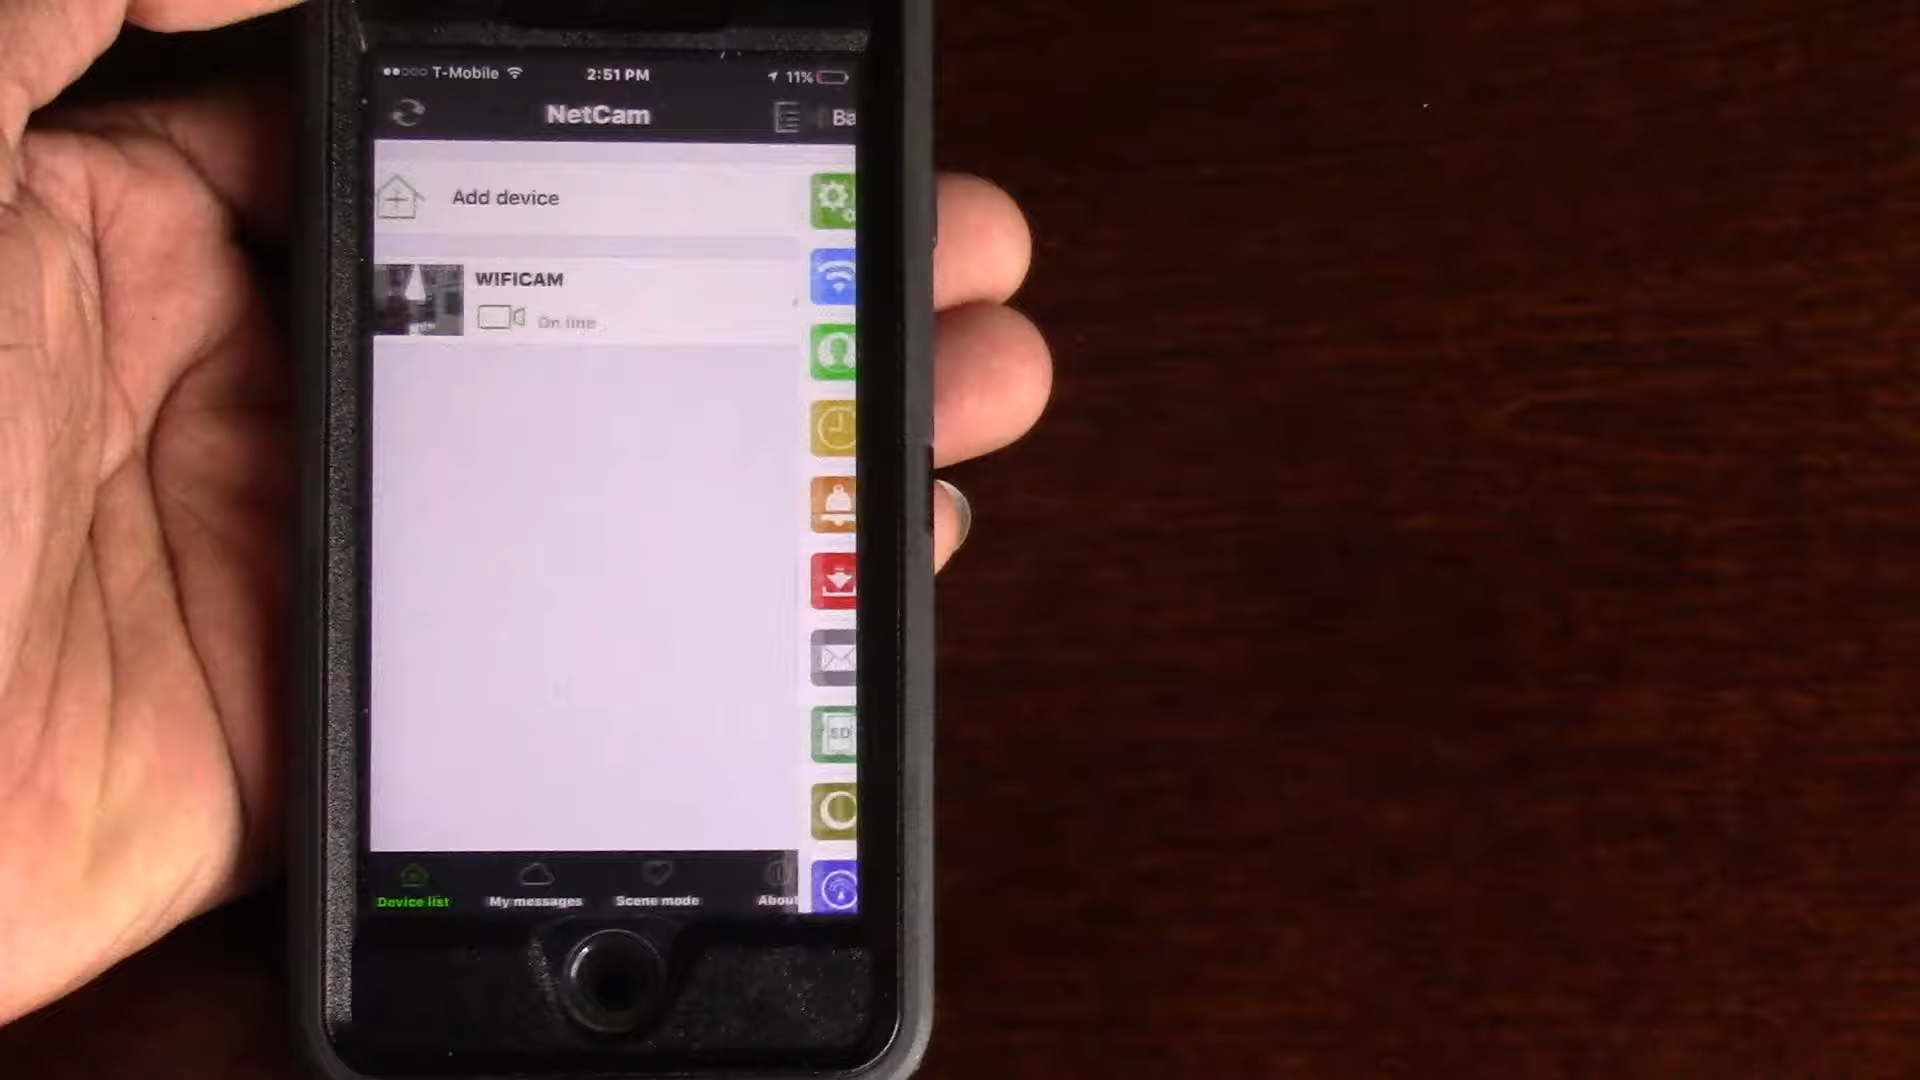 T-Mobile 2:51 PM 11%
NetCam Ba
Add device
WIFICAM
On line
SD
Device list My messages Scene mode About